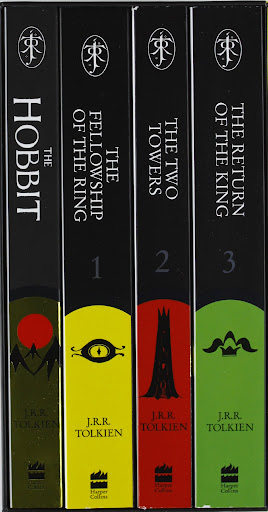 THE
HOBBIT
J.R.R.
TOLKIEN
Harper
Collins
THE
FELLOWSHIP
OF THE RING
1
J.R.R.
TOLKIEN
Harper
Collins
THE TWO
TOWERS
2
J.R.R.
TOLKIEN
Harper
Collins
THE RETURN
OF THE KING
3
J.R.R.
TOLKIEN
Harper
Collins